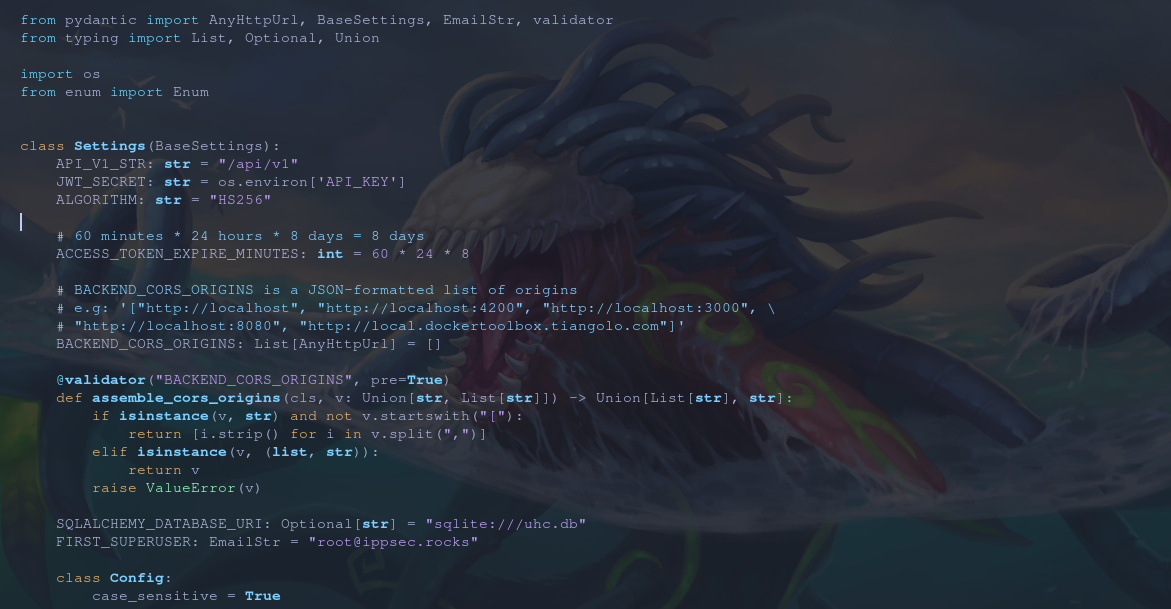 from pydantic import AnyHttpUrl, BaseSettings, EmailStr, validator
from typing import List, Optional, Union

import os
from enum import Enum


class Settings(BaseSettings):
    API_V1_STR: str = "/api/v1"
    JWT_SECRET: str = os.environ['API_KEY']
    ALGORITHM: str = "HS256"

    # 60 minutes * 24 hours * 8 days = 8 days
    ACCESS_TOKEN_EXPIRE_MINUTES: int = 60 * 24 * 8

    # BACKEND_CORS_ORIGINS is a JSON-formatted list of origins
    # e.g: '["http://localhost", "http://localhost:4200", "http://localhost:3000", \
    # "http://localhost:8080", "http://local.dockertoolbox.tiangolo.com"]'
    BACKEND_CORS_ORIGINS: List[AnyHttpUrl] = []

    @validator("BACKEND_CORS_ORIGINS", pre=True)
    def assemble_cors_origins(cls, v: Union[str, List[str]]) -> Union[List[str], str]:
        if isinstance(v, str) and not v.startswith("["):
            return [i.strip() for i in v.split(",")]
        elif isinstance(v, (list, str)):
            return v
        raise ValueError(v)

    SQLALCHEMY_DATABASE_URI: Optional[str] = "sqlite:///uhc.db"
    FIRST_SUPERUSER: EmailStr = "root@ippsec.rocks"

    class Config:
        case_sensitive = True